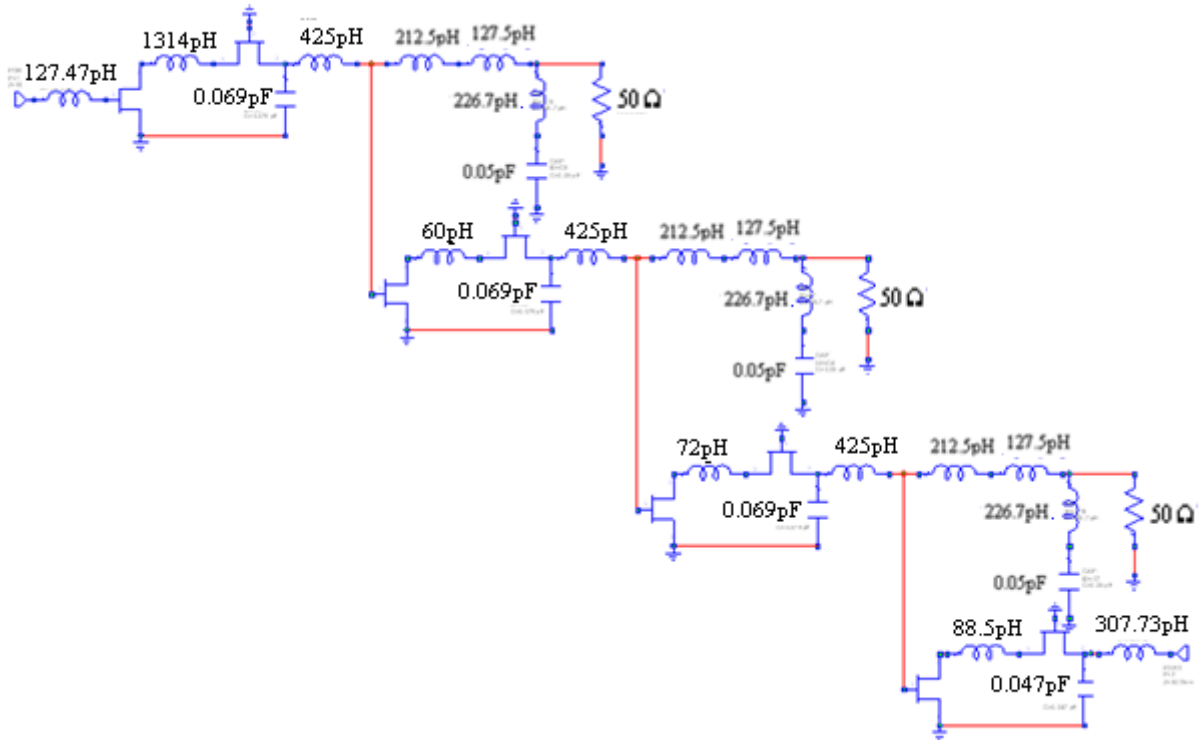 1314pH
425pH
212.5pH
127.5pH
127.47pH
0.069pF
226.7pH.
50 Ω
0.05pF
60pH
425pH
212.5pH
127.5pH
0.069pF
226.7pH.
50 Ω
0.05pF
72pH
425pH
212.5pH
127.5pH
0.069pF
226.7pH.
50 Ω
0.05pF
88.5pH
307.73pH
0.047pF